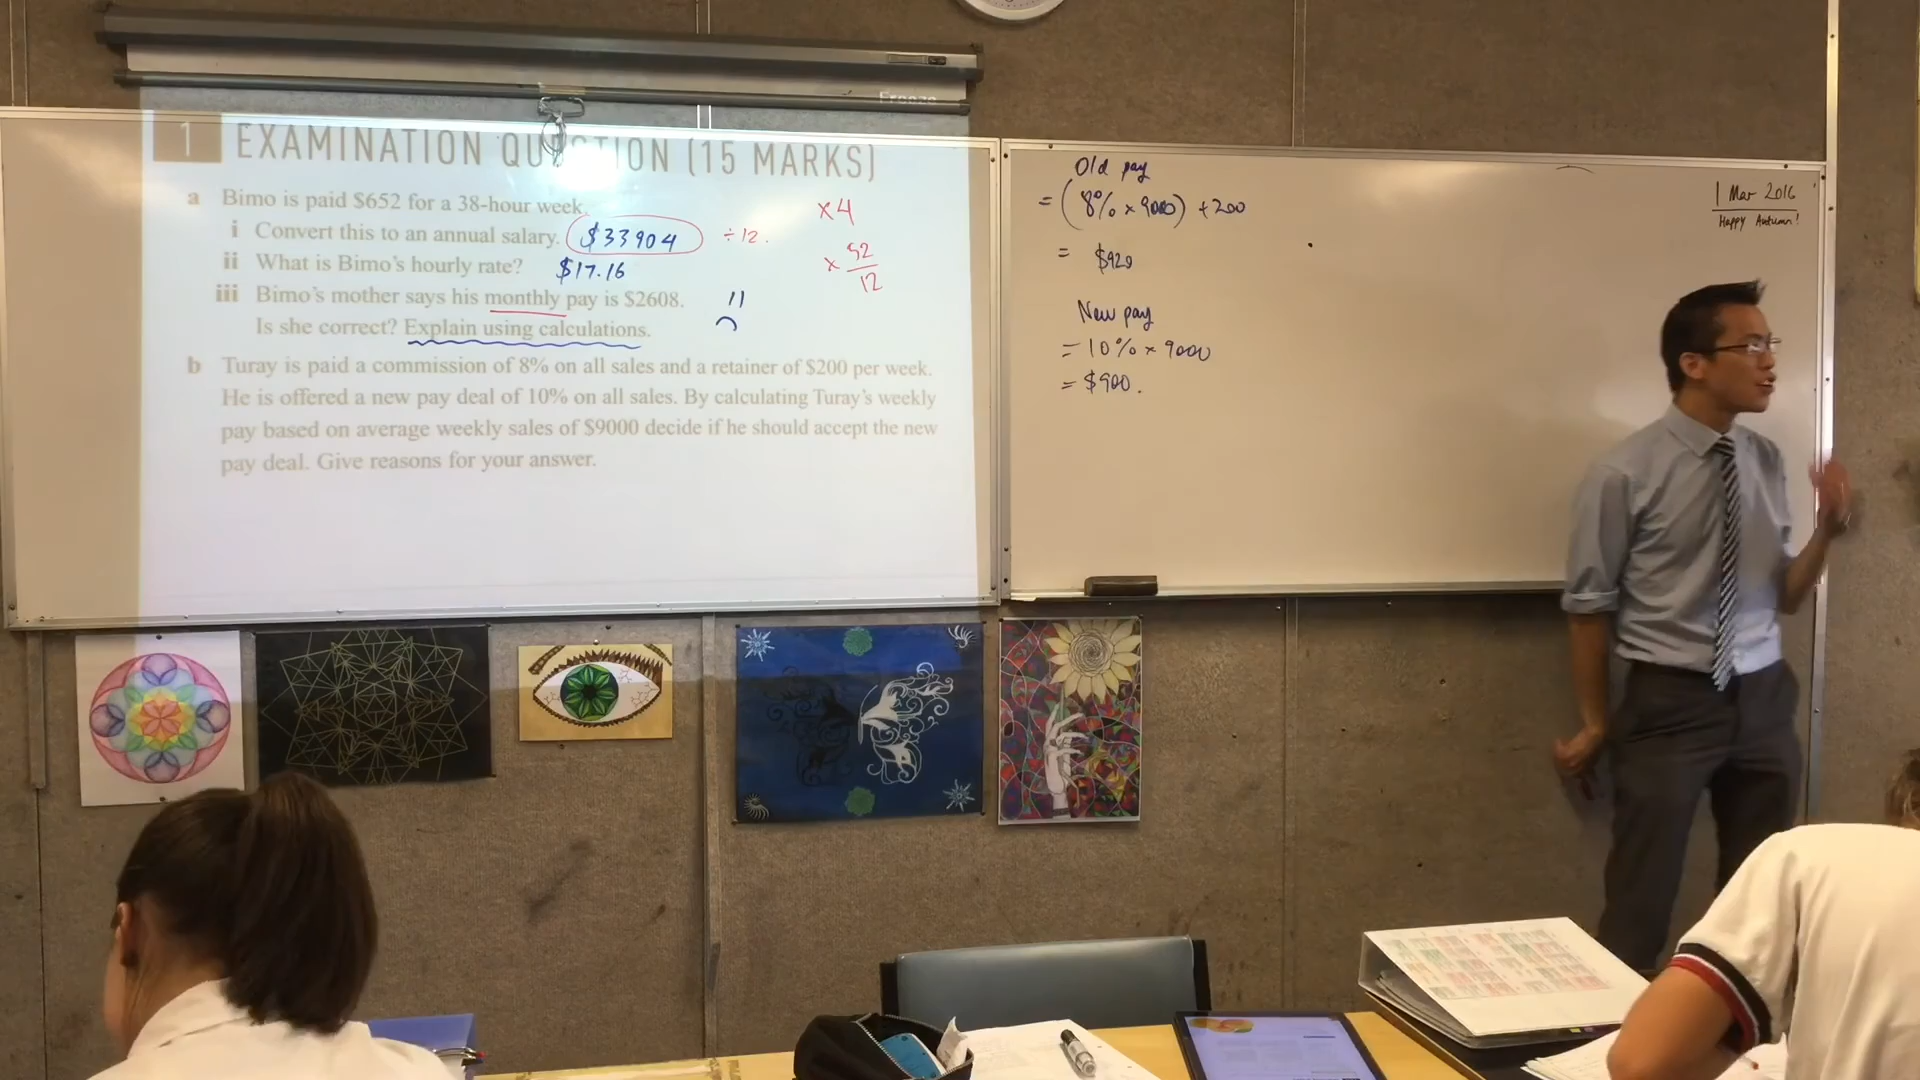 Freeze
1 EXAMINATION QUESTION (15 MARKS)
a Bimo is paid $652 for a 38-hour week.
i Convert this to an annual salary. $33904 ÷12.
ii What is Bimo's hourly rate? $17.16
iii Bimo's mother says his monthly pay is $2608.
Is she correct? Explain using calculations.
×4
× 52
12
b Turay is paid a commission of 8% on all sales and a retainer of $200 per week.
He is offered a new pay deal of 10% on all sales. By calculating Turay's weekly
pay based on average weekly sales of $9000 decide if he should accept the new
pay deal. Give reasons for your answer.
Old pay
= (8% × 9000) + 200
= $920
New pay
= 10% × 9000
= $900.
1 Mar 2016
Happy Autumn!